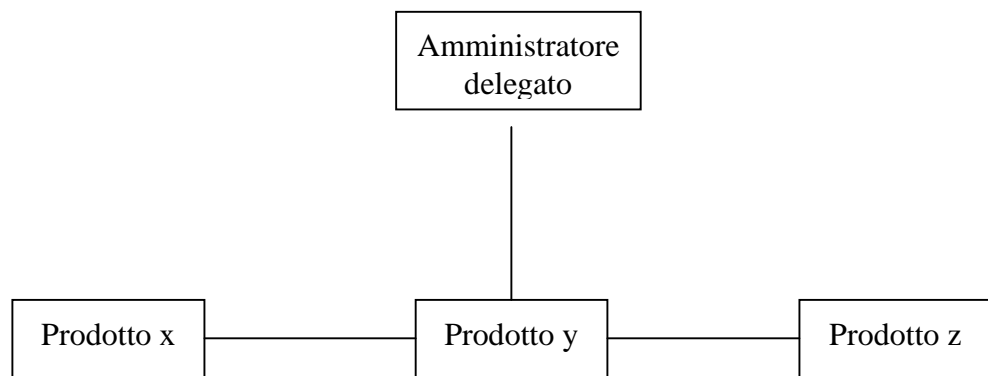 Amministratore
delegato
Prodotto x
Prodotto y
Prodotto z